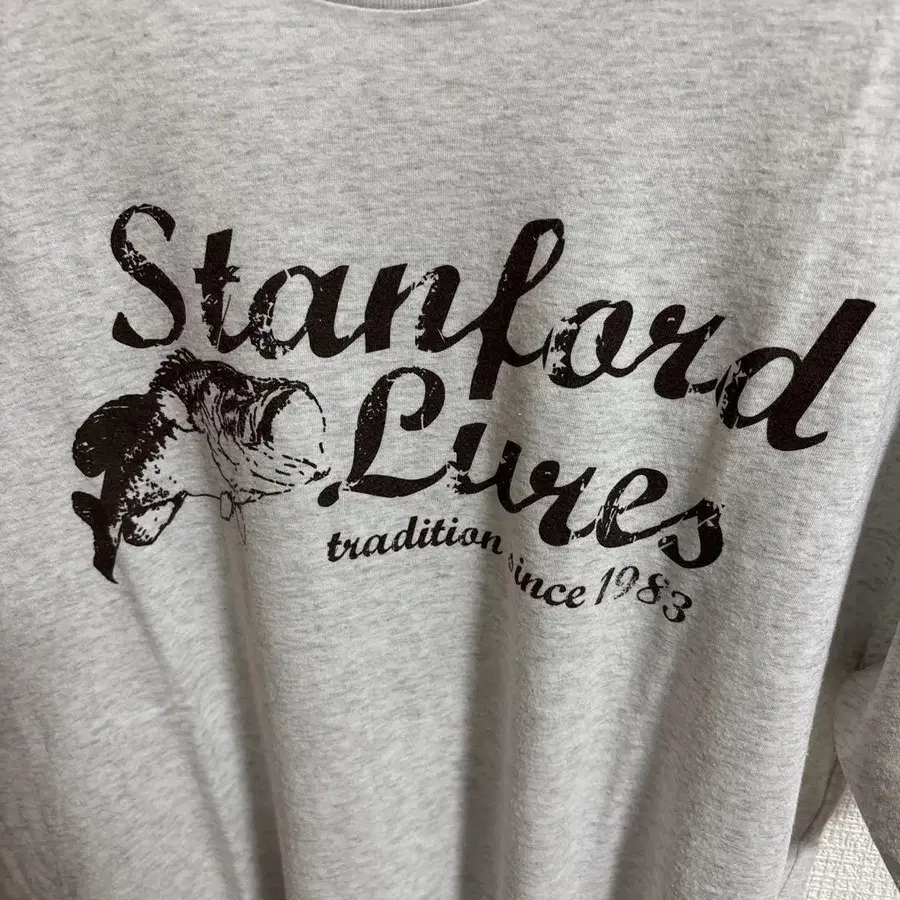 Stanford
Lures
tradition since 1983